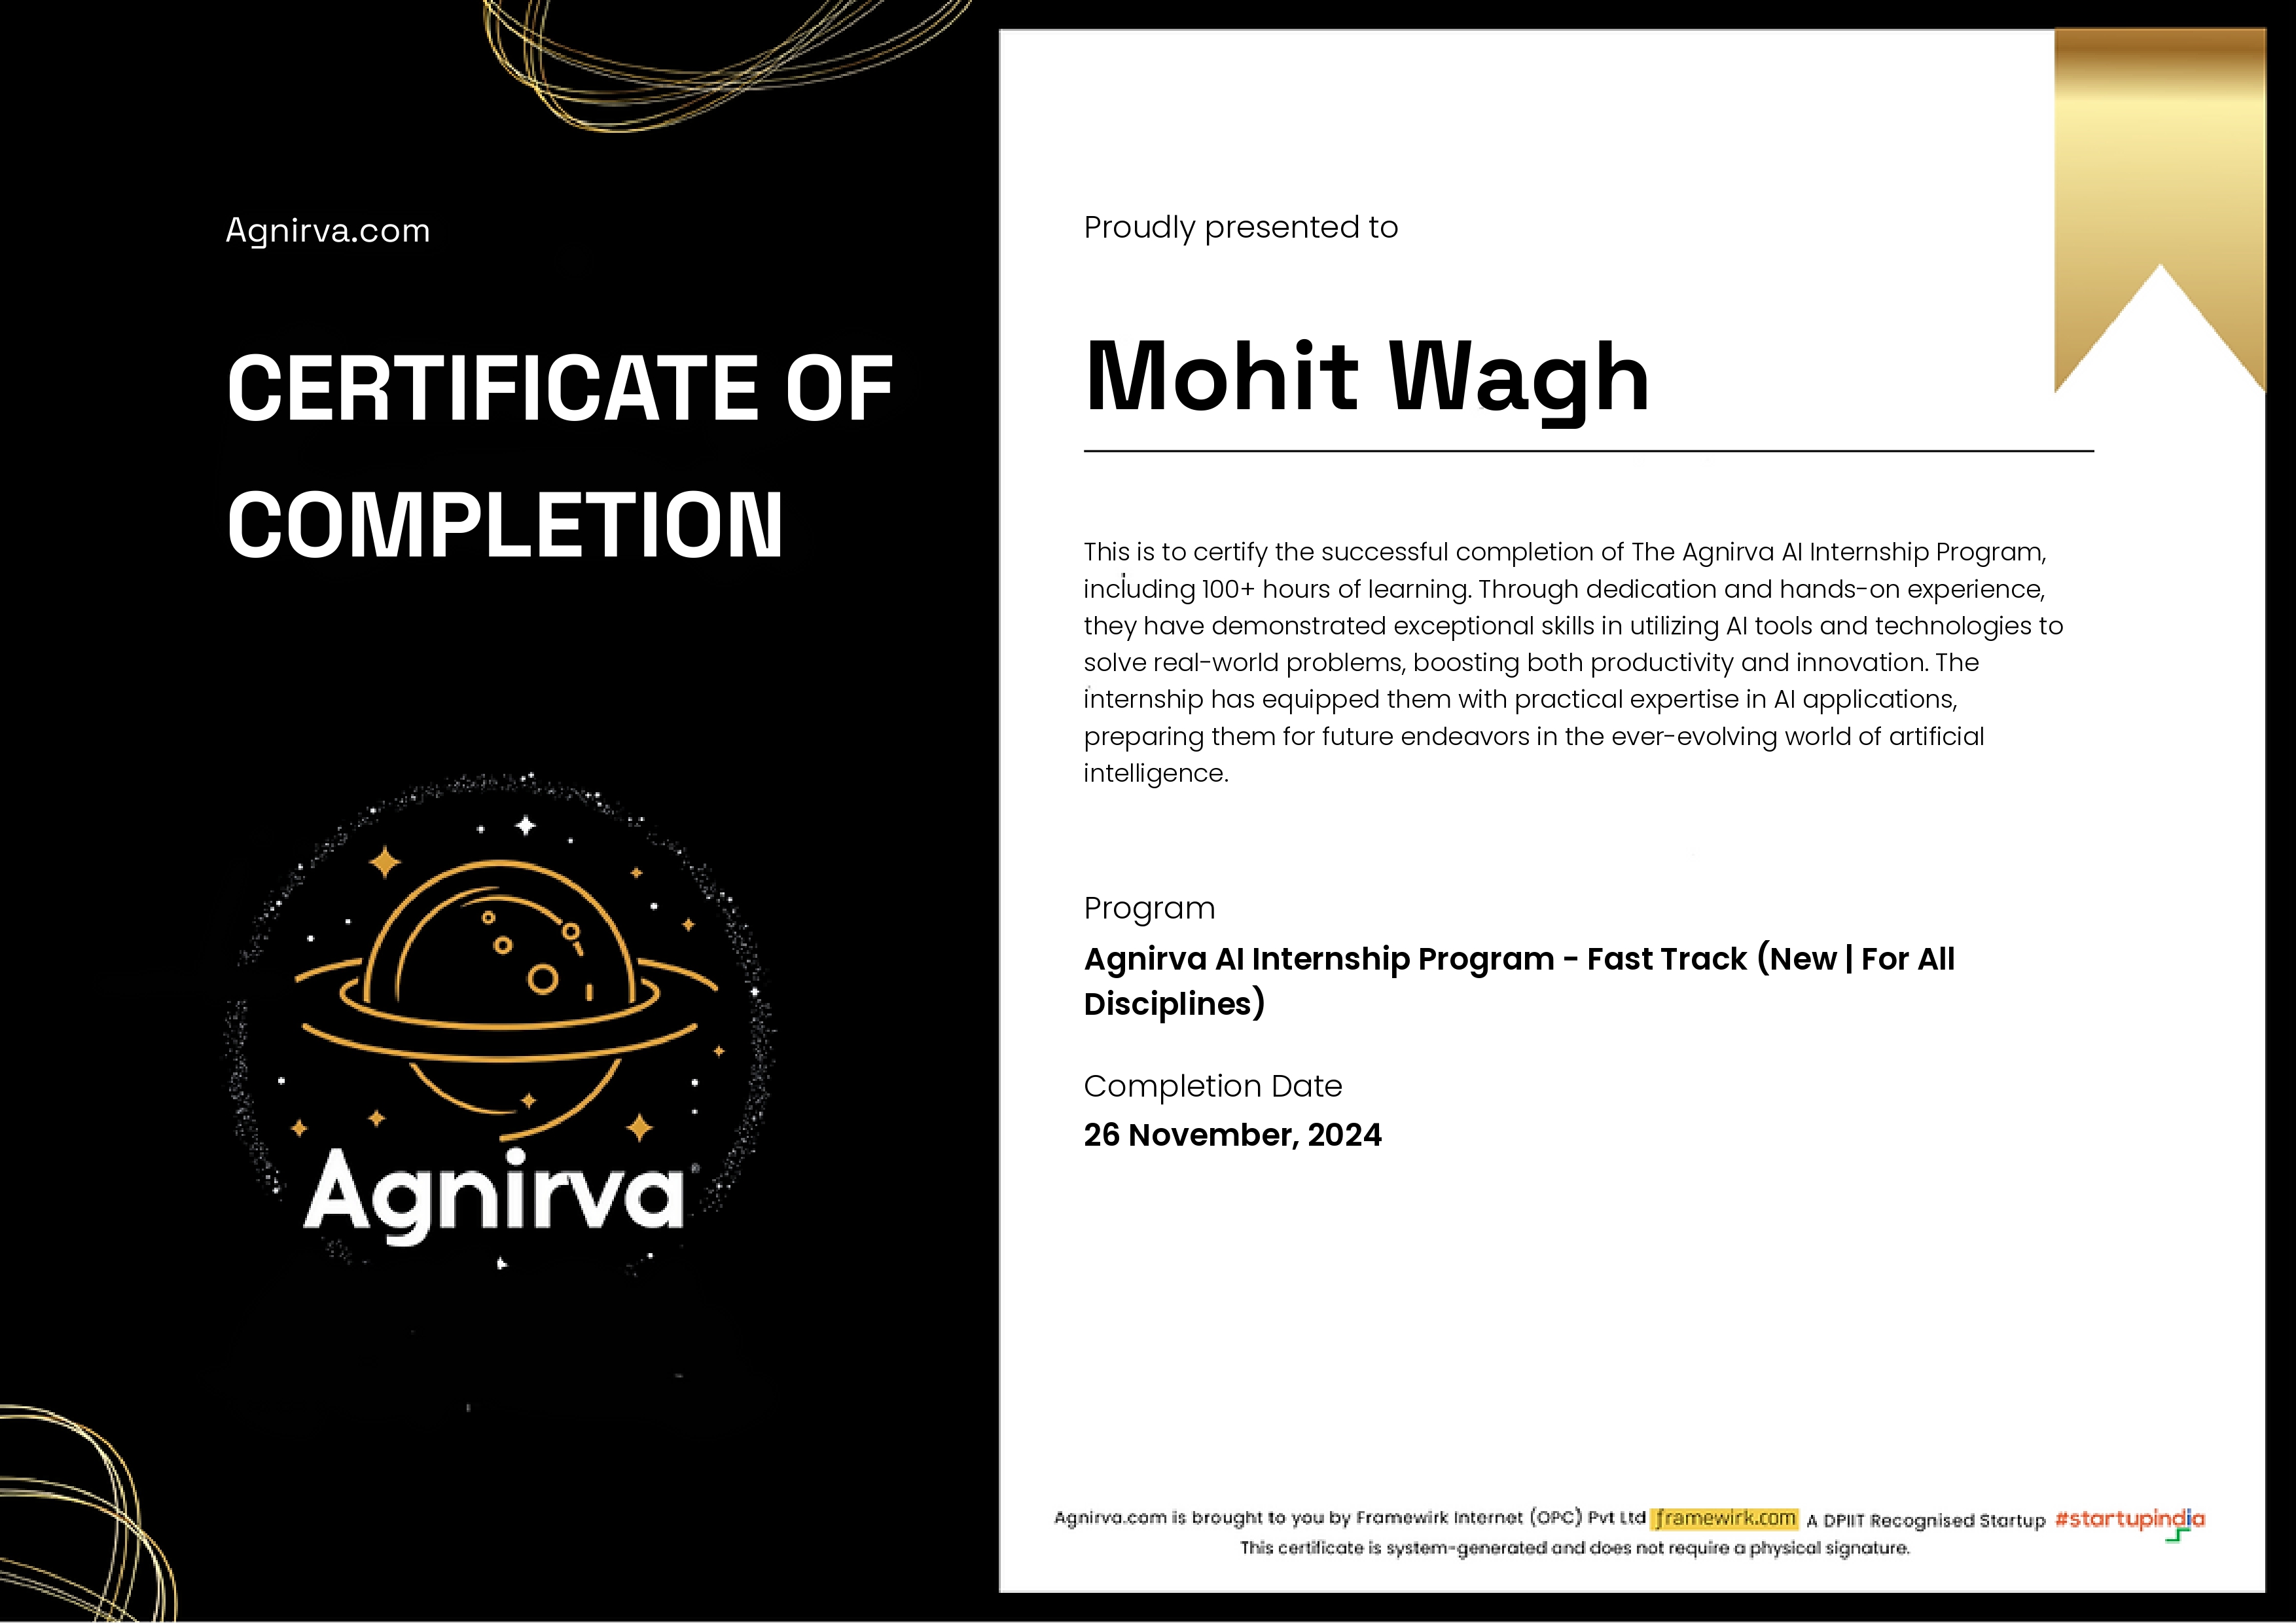 Agnirva.com
CERTIFICATE OF
COMPLETION
Agnirva
Proudly presented to
Mohit Wagh
This is to certify the successful completion of The Agnirva AI Internship Program,
including 100+ hours of learning. Through dedication and hands-on experience,
they have demonstrated exceptional skills in utilizing AI tools and technologies to
solve real-world problems, boosting both productivity and innovation. The
internship has equipped them with practical expertise in AI applications,
preparing them for future endeavors in the ever-evolving world of artificial
intelligence.
Program
Agnirva AI Internship Program - Fast Track (New | For All
Disciplines)
Completion Date
26 November, 2024
Agnirva.com is brought to you by Framewirk Internet (OPC) Pvt Ltd framewirk.com A DPIIT Recognised Startup #startupindia
This certificate is system-generated and does not require a physical signature.